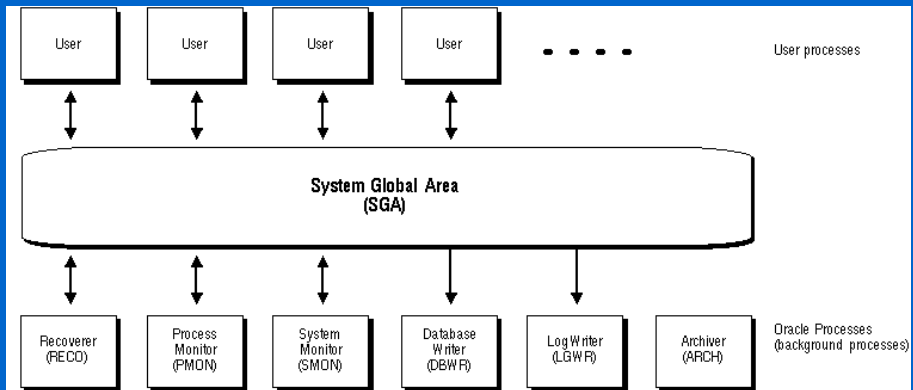 User
User
User
User
User processes
System Global Area
(SGA)
Recoverer
(RECO)
Process
Monitor
(PMON)
System
Monitor
(SMON)
Database
Writer
(DBWR)
Log Writer
(LGWR)
Archiver
(ARCH)
Oracle Processes
(background processes)